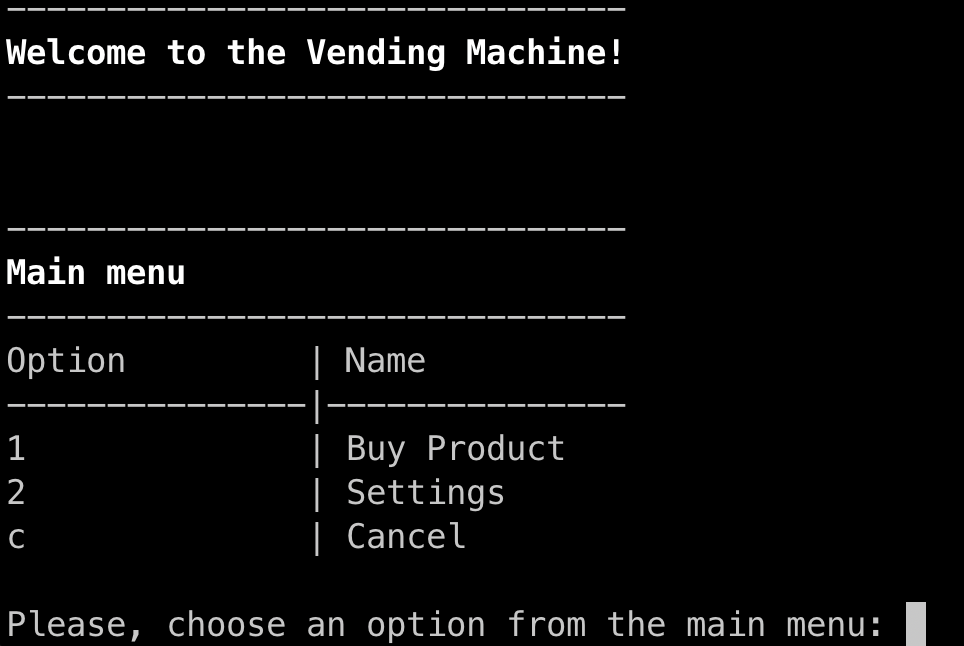 -------------------------------
Welcome to the Vending Machine!
-------------------------------
-------------------------------
Main menu
-------------------------------
Option         | Name
---------------|---------------
1              | Buy Product
2              | Settings
c              | Cancel
Please, choose an option from the main menu: